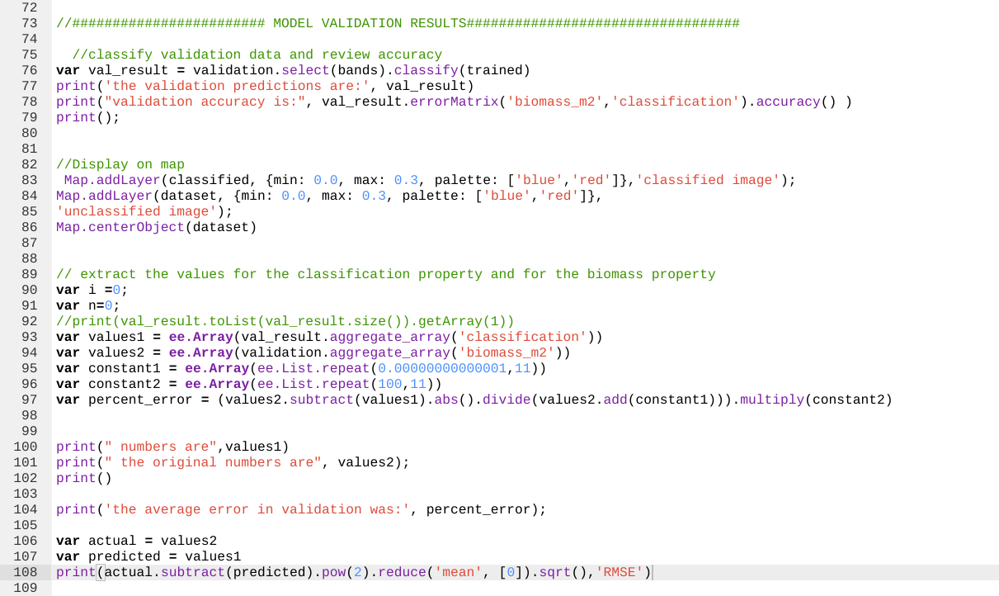 72
73 //######################## MODEL VALIDATION RESULTS##################################
74
75 //classify validation data and review accuracy
76 var val_result = validation.select(bands).classify(trained)
77 print('the validation predictions are:', val_result)
78 print("validation accuracy is:", val_result.errorMatrix('biomass_m2','classification').accuracy() )
79 print();
80
81
82 //Display on map
83 Map.addLayer(classified, {min: 0.0, max: 0.3, palette: ['blue','red']},'classified image');
84 Map.addLayer(dataset, {min: 0.0, max: 0.3, palette: ['blue','red']},
85 'unclassified image');
86 Map.centerObject(dataset)
87
88
89 // extract the values for the classification property and for the biomass property
90 var i =0;
91 var n=0;
92 //print(val_result.toList(val_result.size()).getArray(1))
93 var values1 = ee.Array(val_result.aggregate_array('classification'))
94 var values2 = ee.Array(validation.aggregate_array('biomass_m2'))
95 var constant1 = ee.Array(ee.List.repeat(0.00000000000001,11))
96 var constant2 = ee.Array(ee.List.repeat(100,11))
97 var percent_error = (values2.subtract(values1).abs().divide(values2.add(constant1))).multiply(constant2)
98
99
100 print(" numbers are",values1)
101 print(" the original numbers are", values2);
102 print()
103
104 print('the average error in validation was:', percent_error);
105
106 var actual = values2
107 var predicted = values1
108 print(actual.subtract(predicted).pow(2).reduce('mean', [0]).sqrt(),'RMSE')
109